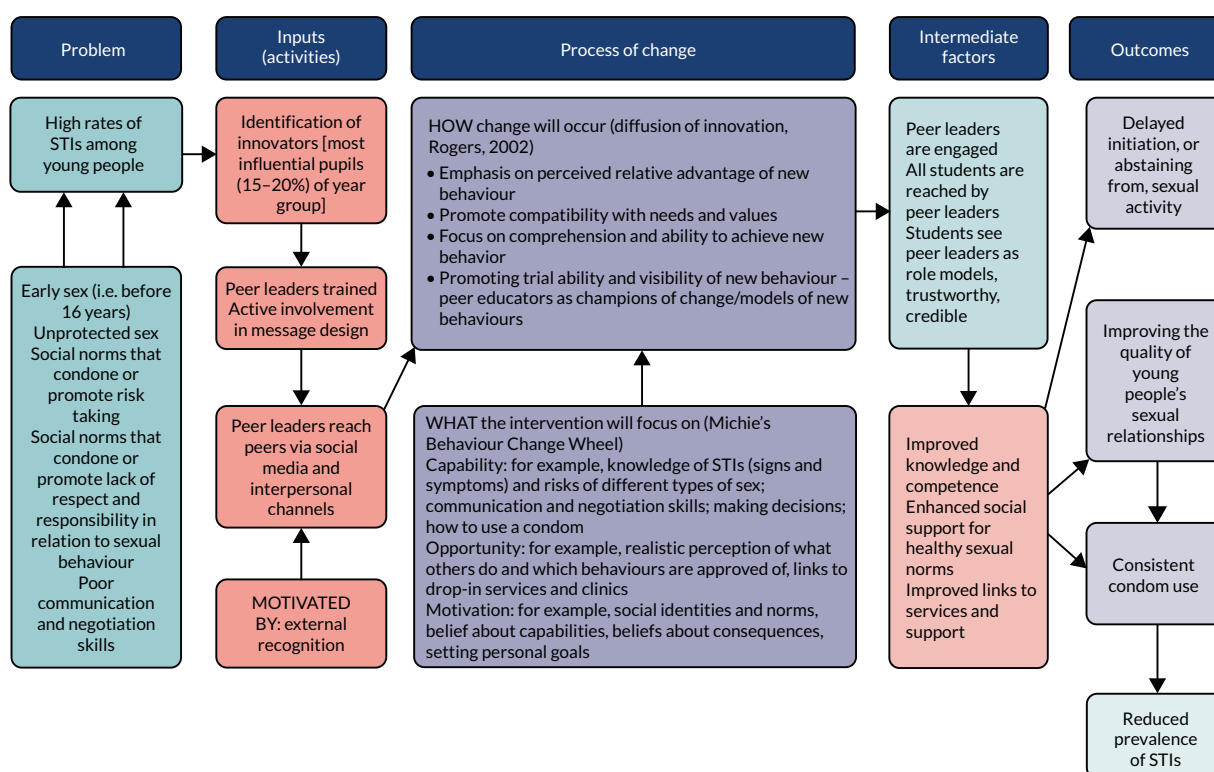 Problem
Inputs
(activities)
Process of change
Intermediate
factors
Outcomes
High rates of
STIs among
young people
Early sex (i.e. before
16 years)
Unprotected sex
Social norms that
condone or
promote risk
taking
Social norms that
condone or
promote lack of
respect and
responsibility in
relation to sexual
behaviour
Poor
communication
and negotiation
skills
Identification of
innovators [most
influential pupils
(15–20%) of year
group]
Peer leaders trained
Active involvement
in message design
Peer leaders reach
peers via social
media and
interpersonal
channels
MOTIVATED
BY: external
recognition
HOW change will occur (diffusion of innovation,
Rogers, 2002)
• Emphasis on perceived relative advantage of new
behaviour
• Promote compatibility with needs and values
• Focus on comprehension and ability to achieve new
behavior
• Promoting trial ability and visibility of new behaviour –
peer educators as champions of change/models of new
behaviours
WHAT the intervention will focus on (Michie's
Behaviour Change Wheel)
Capability: for example, knowledge of STIs (signs and
symptoms) and risks of different types of sex;
communication and negotiation skills; making decisions;
how to use a condom
Opportunity: for example, realistic perception of what
others do and which behaviours are approved of, links to
drop-in services and clinics
Motivation: for example, social identities and norms,
belief about capabilities, beliefs about consequences,
setting personal goals
Peer leaders
are engaged
All students are
reached by
peer leaders
Students see
peer leaders as
role models,
trustworthy,
credible
Improved
knowledge and
competence
Enhanced social
support for
healthy sexual
norms
Improved links to
services and
support
Delayed
initiation, or
abstaining
from, sexual
activity
Improving the
quality of
young
people's
sexual
relationships
Consistent
condom use
Reduced
prevalence
of STIs